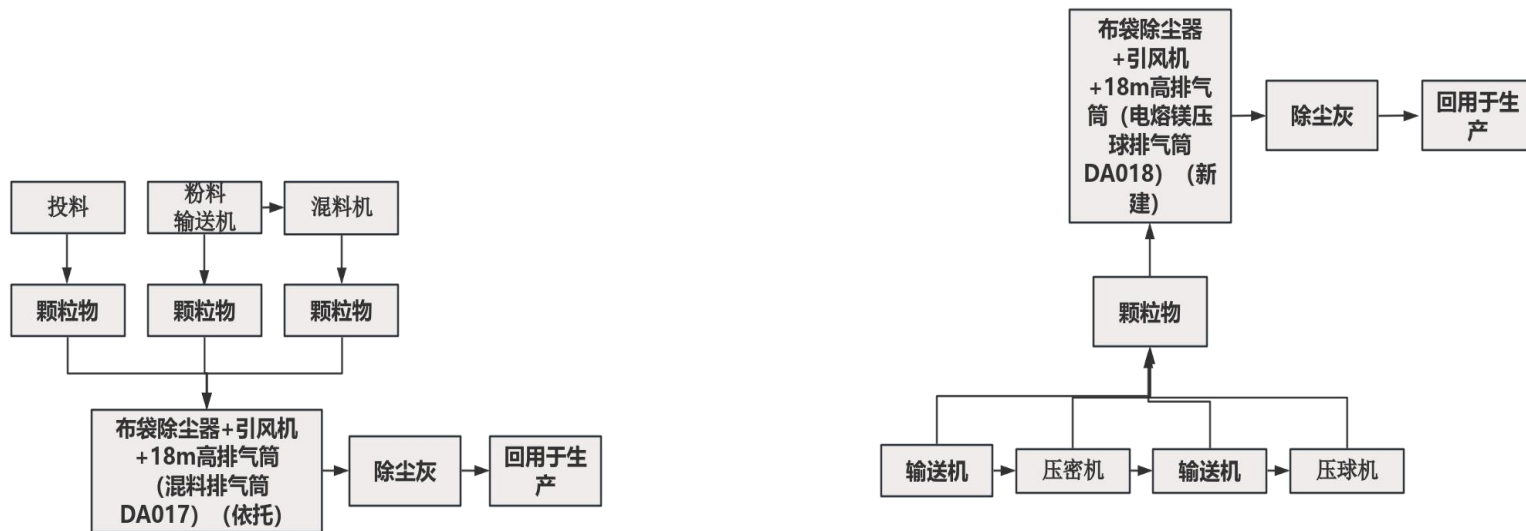 投料
粉料
输送机
混料机
颗粒物
颗粒物
颗粒物
布袋除尘器+引风机
+18m高排气筒
（混料排气筒
DA017）（依托）
除尘灰
回用于生
产
布袋除尘器
+引风机
+18m高排气
筒（电熔镁压
球排气筒
DA018）（新
建）
除尘灰
回用于生
产
颗粒物
输送机
压密机
输送机
压球机